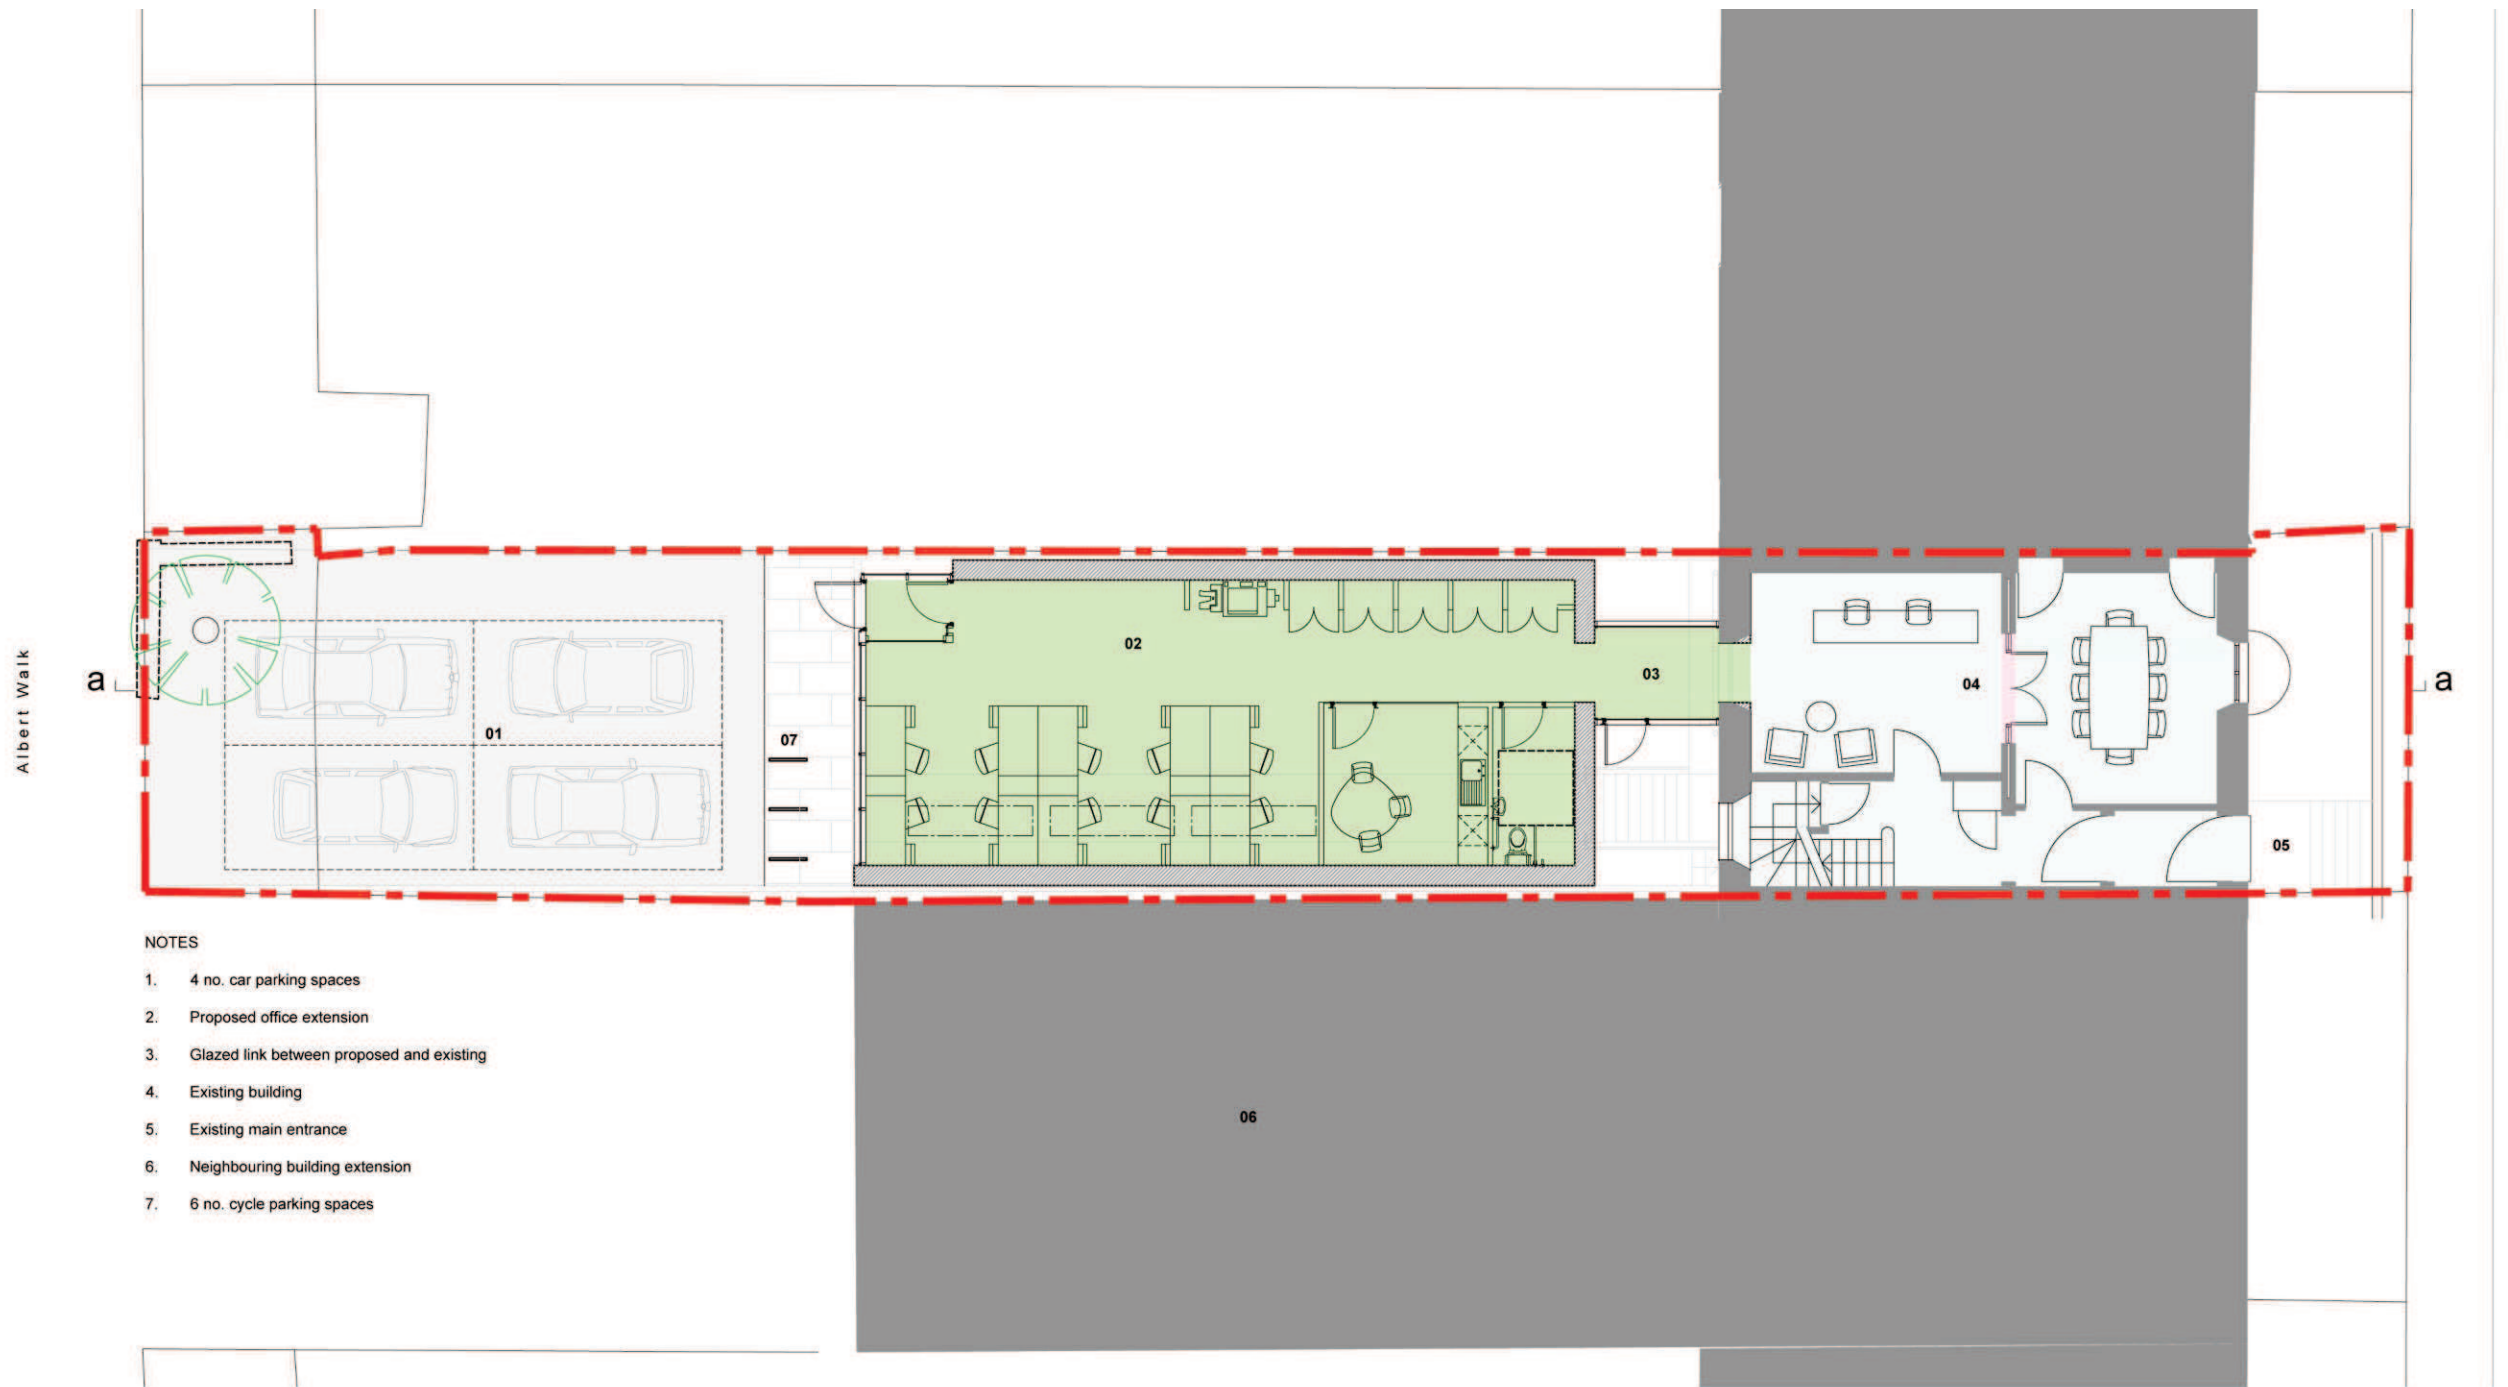 02
03
04
a
a
Albert Walk
01
07
05
NOTES
1. 4 no. car parking spaces
2. Proposed office extension
3. Glazed link between proposed and existing
4. Existing building
5. Existing main entrance
6. Neighbouring building extension
7. 6 no. cycle parking spaces
06